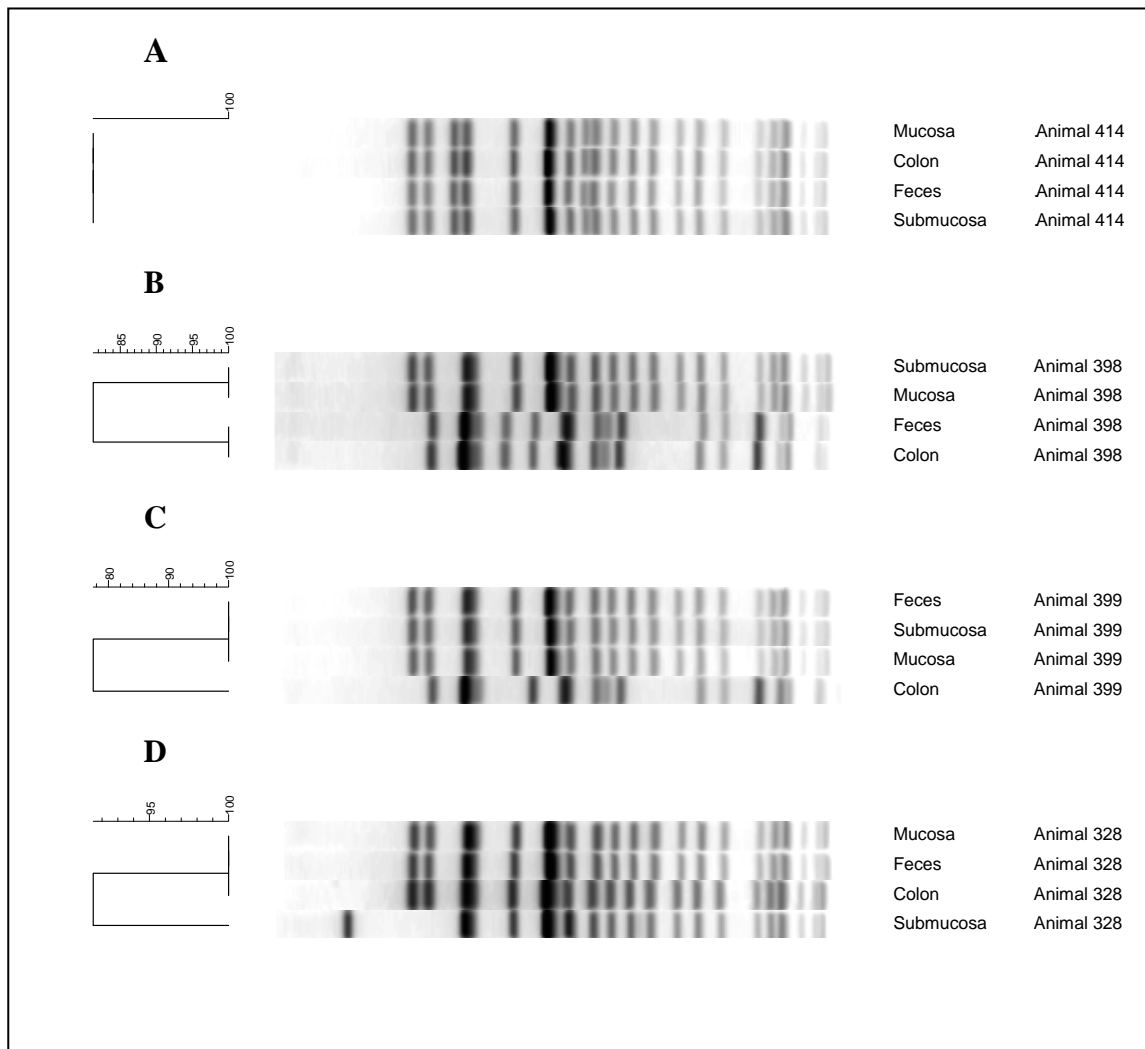 A
100
Mucosa Animal 414
Colon Animal 414
Feces Animal 414
Submucosa Animal 414
B
85 90 95 100
Submucosa Animal 398
Mucosa Animal 398
Feces Animal 398
Colon Animal 398
C
80 90 100
Feces Animal 399
Submucosa Animal 399
Mucosa Animal 399
Colon Animal 399
D
95 100
Mucosa Animal 328
Feces Animal 328
Colon Animal 328
Submucosa Animal 328